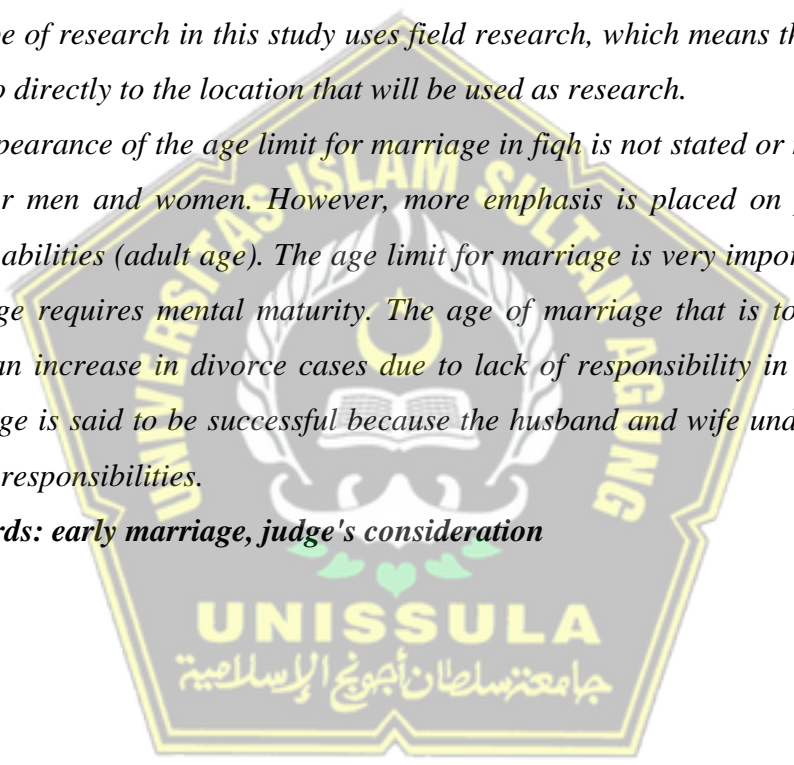 e of research in this study uses field research, which means th
o directly to the location that will be used as research.
pearance of the age limit for marriage in fiqh is not stated or
r men and women. However, more emphasis is placed on
abilities (adult age). The age limit for marriage is very impor
ge requires mental maturity. The age of marriage that is to
an increase in divorce cases due to lack of responsibility in
ge is said to be successful because the husband and wife und
responsibilities.
rds: early marriage, judge's consideration
UNIVERSITAS ISLAM SULTAN AGUNG
UNISSULA
جامعة سلطان أجونج الإسلامية